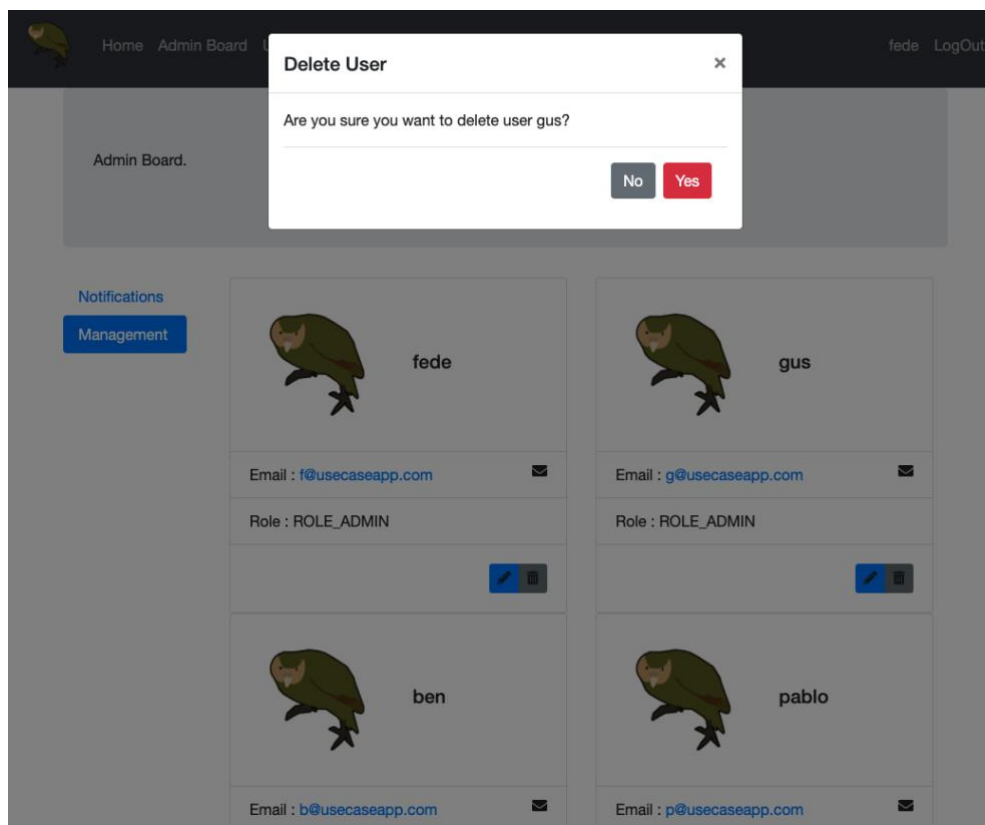 Home Admin Board
fede LogOut
Delete User ×
Are you sure you want to delete user gus?
No Yes
Admin Board.
Notifications
Management
fede
gus
Email : f@usecaseapp.com
Email : g@usecaseapp.com
Role : ROLE_ADMIN
Role : ROLE_ADMIN
ben
pablo
Email : b@usecaseapp.com
Email : p@usecaseapp.com